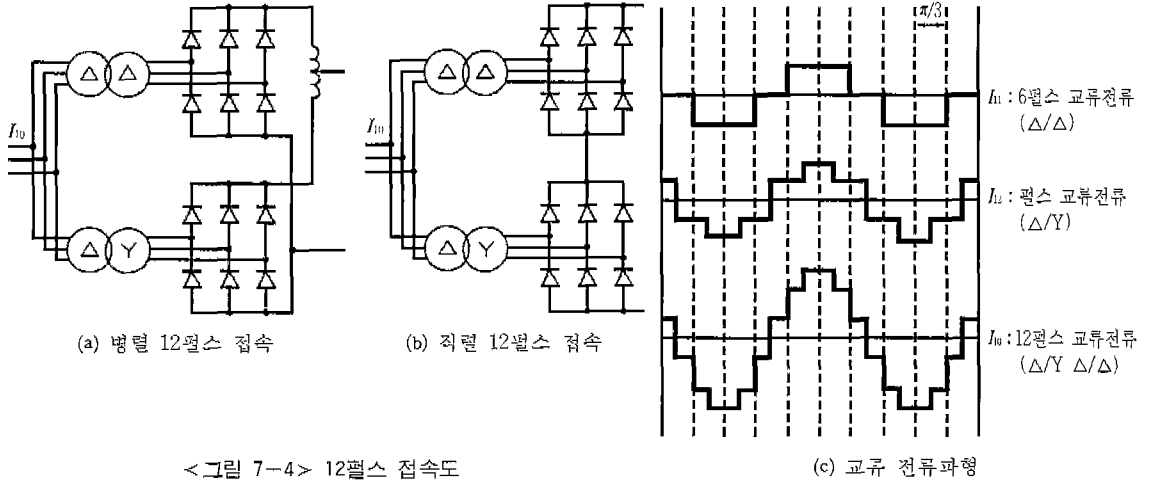 I₁₀
△ △
△ Y
(a) 병렬 12펄스 접속
I₁₀
△ △
△ Y
(b) 직렬 12펄스 접속
π/3
I₁₁ : 6펄스 교류전류
(△/△)
I₁₂ : 펄스 교류전류
(△/Y)
I₁₀ : 12펄스 교류전류
(△/Y △/△)
(c) 교류 전류파형
<그림 7-4> 12펄스 접속도